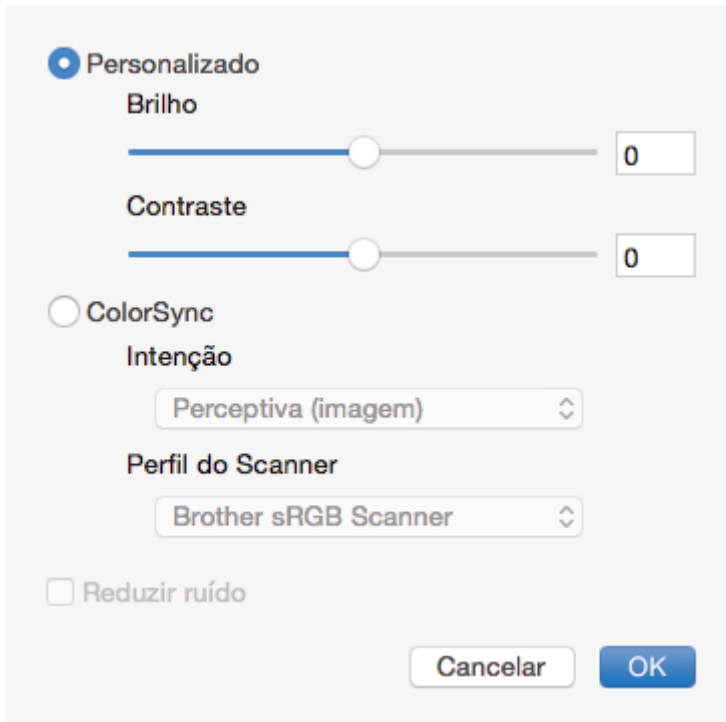 Personalizado
Brilho
0
Contraste
0
ColorSync
Intenção
Perceptiva (imagem)
Perfil do Scanner
Brother sRGB Scanner
Reduzir ruído
Cancelar OK